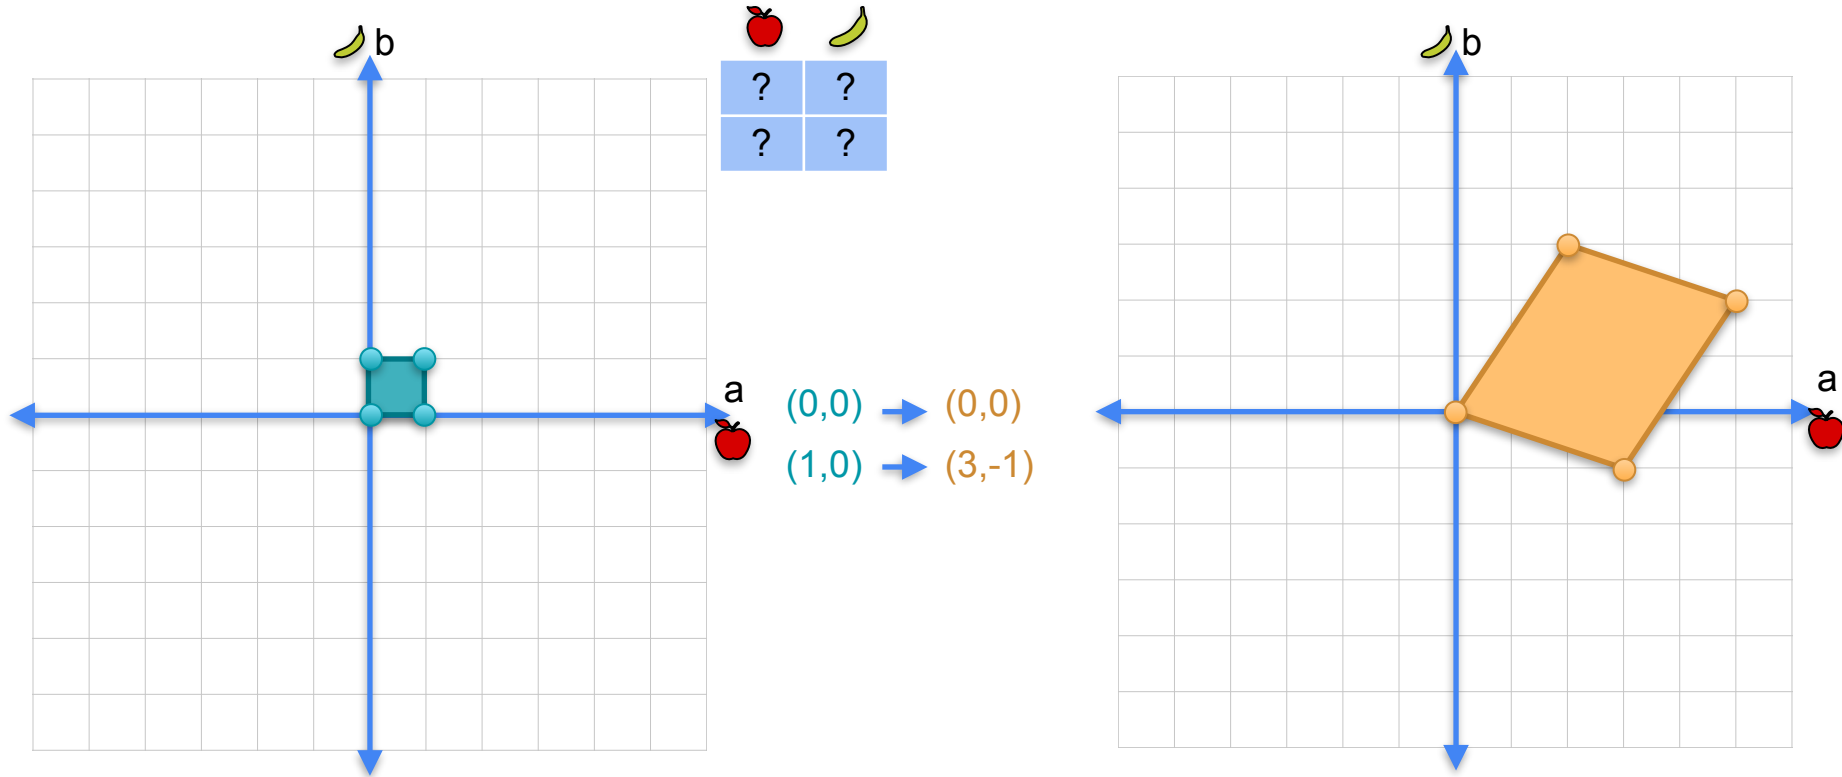 b
? ?
? ?
a
(0,0) (0,0)
(1,0) (3,-1)
b
a